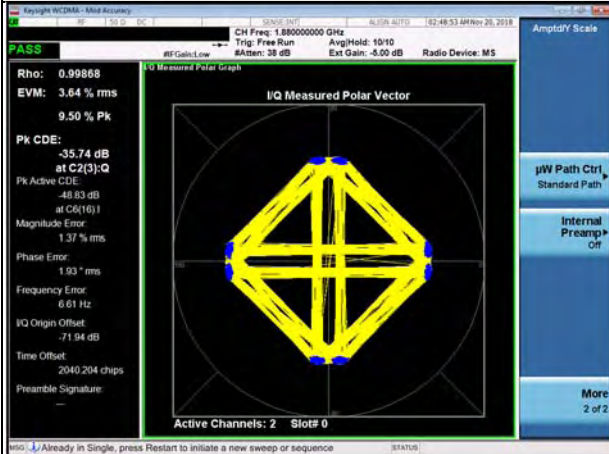 Keysight WCDMA - Mod Accuracy
RF 50 Ω DC SENSE:INT ALIGN AUTO 02:48:53 AM Nov 20, 2018
CH Freq: 1.880000000 GHz
Trig: Free Run Avg|Hold: 10/10
PASS #IFGain:Low #Atten: 38 dB Ext Gain: -5.00 dB Radio Device: MS
Amptd/Y Scale
I/Q Measured Polar Graph
Rho: 0.99868
EVM: 3.64 % rms
9.50 % Pk
Pk CDE:
-35.74 dB
at C2(3):Q
Pk Active CDE:
-48.83 dB
at C6(16):I
Magnitude Error:
1.37 % rms
Phase Error:
1.93 ° rms
Frequency Error:
6.61 Hz
I/Q Origin Offset:
-71.94 dB
Time Offset:
2040.204 chips
Preamble Signature:
---
I/Q Measured Polar Vector
Active Channels: 2 Slot# 0
µW Path Ctrl
Standard Path
Internal
Preamp
Off
More
2 of 2
MSG Already in Single, press Restart to initiate a new sweep or sequence STATUS